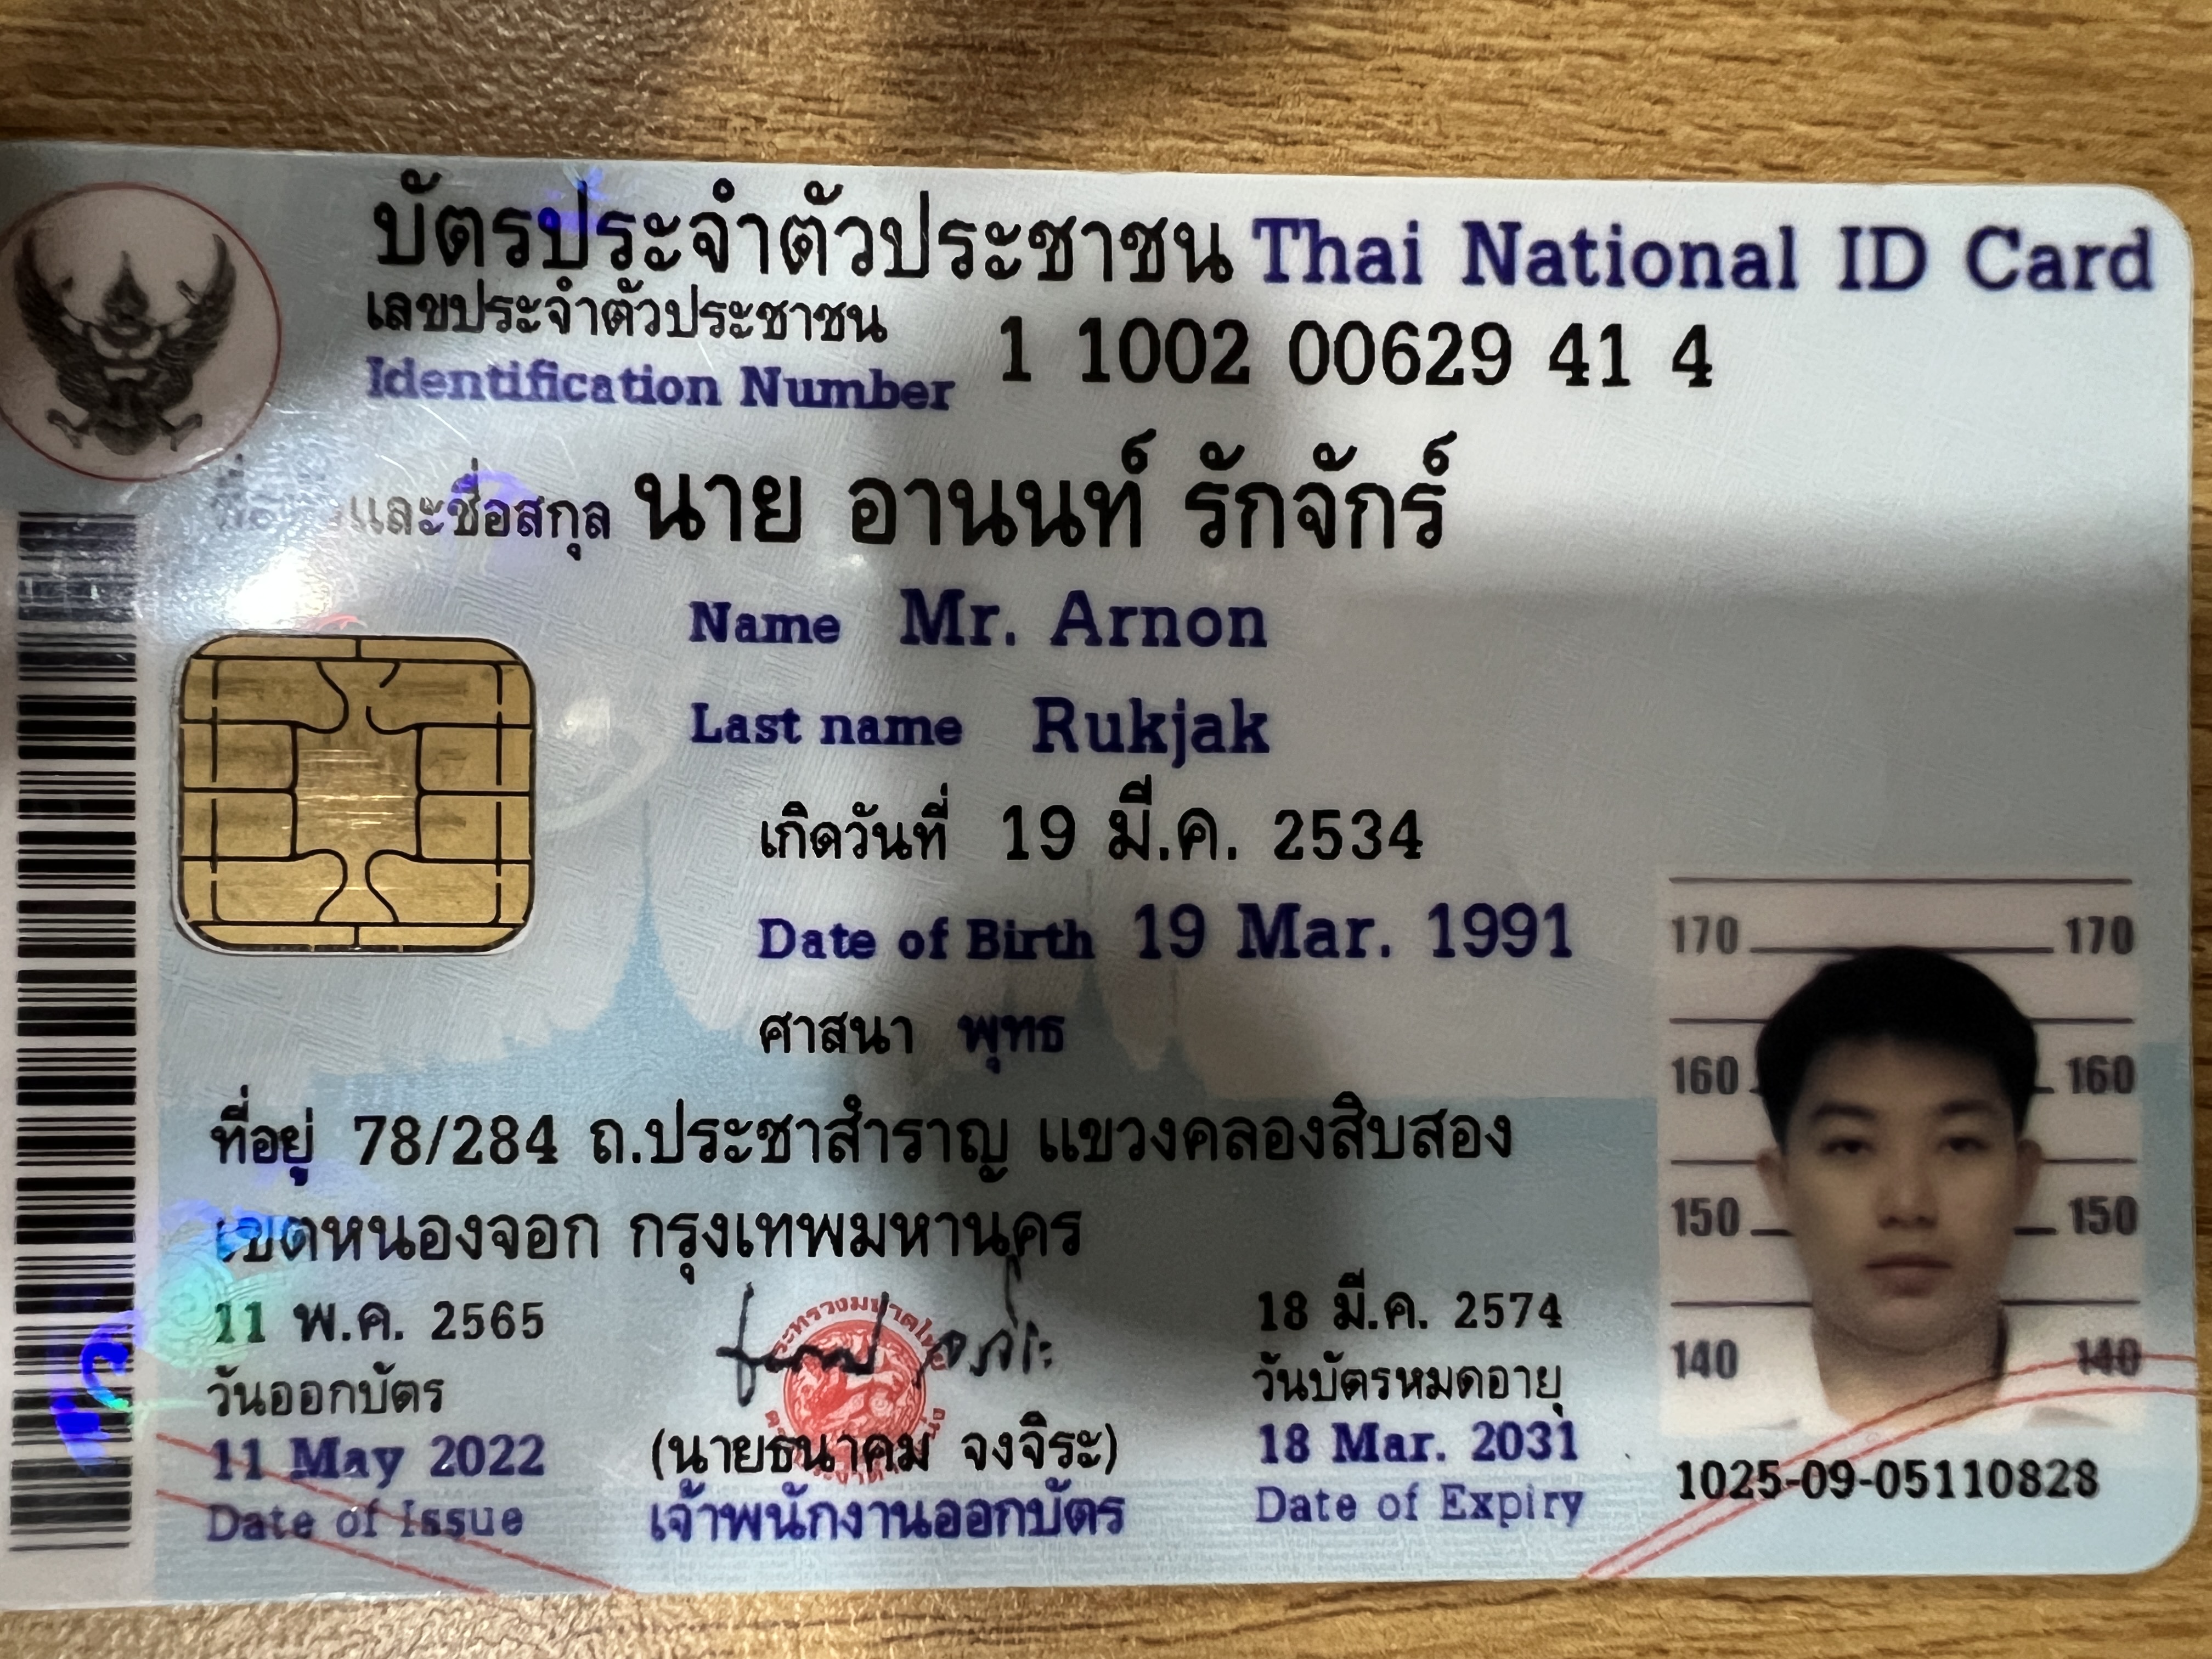 บัตรประจำตัวประชาชน Thai National ID Card
เลขประจำตัวประชาชน
Identification Number
1 1002 00629 41 4
และชื่อสกุล นาย อานนท์ รักจักร์
Name Mr. Arnon
Last name Rukjak
เกิดวันที่ 19 มี.ค. 2534
Date of Birth 19 Mar. 1991
ศาสนา พุทธ
ที่อยู่ 78/284 ถ.ประชาสำราญ แขวงคลองสิบสอง
เขตหนองจอก กรุงเทพมหานคร
11 พ.ค. 2565
วันออกบัตร
11 May 2022
Date of Issue
(นายธนาคม จงจิระ)
เจ้าพนักงานออกบัตร
18 มี.ค. 2574
วันบัตรหมดอายุ
18 Mar. 2031
Date of Expiry
170 170
160 160
150 150
140 140
1025-09-05110828